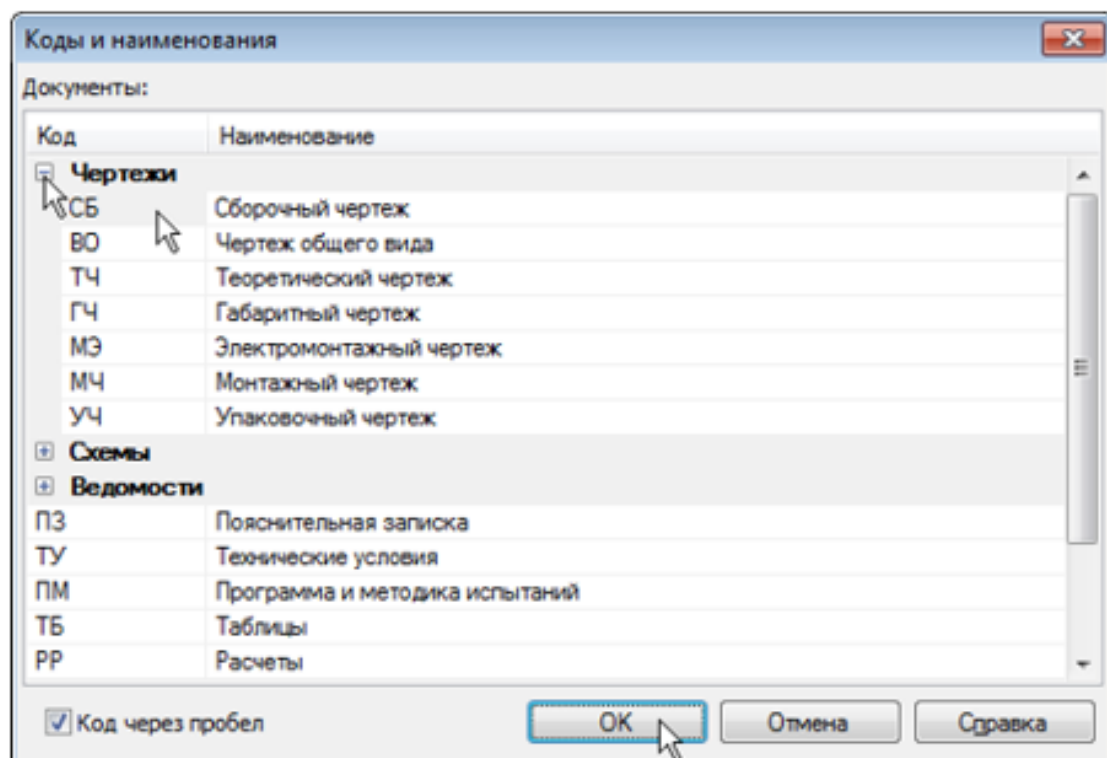 Коды и наименования
Документы:
Код Наименование
Чертежи
СБ Сборочный чертеж
ВО Чертеж общего вида
ТЧ Теоретический чертеж
ГЧ Габаритный чертеж
МЭ Электромонтажный чертеж
МЧ Монтажный чертеж
УЧ Упаковочный чертеж
Схемы
Ведомости
ПЗ Пояснительная записка
ТУ Технические условия
ПМ Программа и методика испытаний
ТБ Таблицы
РР Расчеты
Код через пробел ОК Отмена Справка